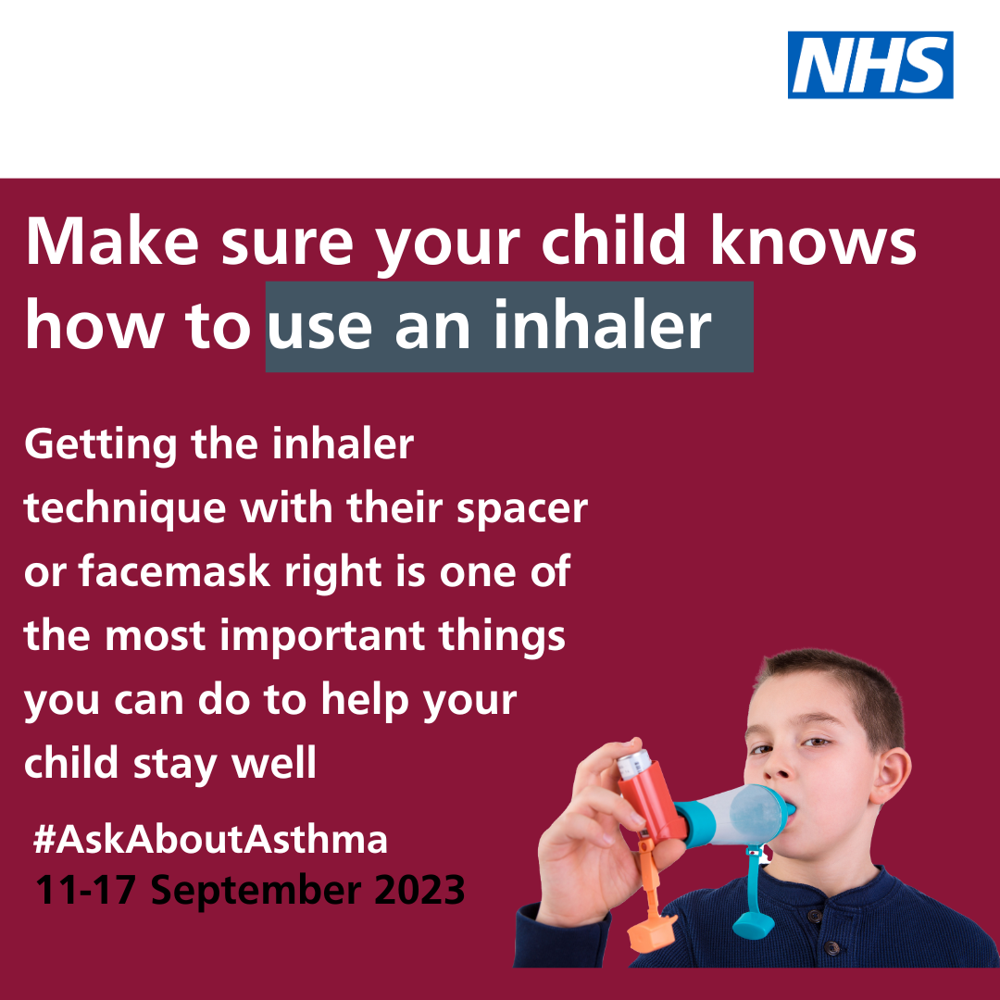 NHS
Make sure your child knows
how to use an inhaler
Getting the inhaler
technique with their spacer
or facemask right is one of
the most important things
you can do to help your
child stay well
#AskAboutAsthma
11-17 September 2023